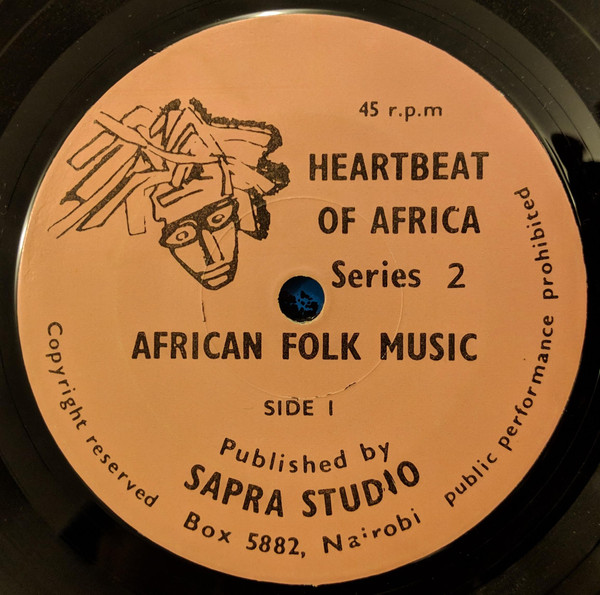 45 r.p.m
HEARTBEAT
OF AFRICA
Series 2
AFRICAN FOLK MUSIC
SIDE 1
Published by
SAPRA STUDIO
Box 5882, Nairobi
Copyright reserved
public performance prohibited